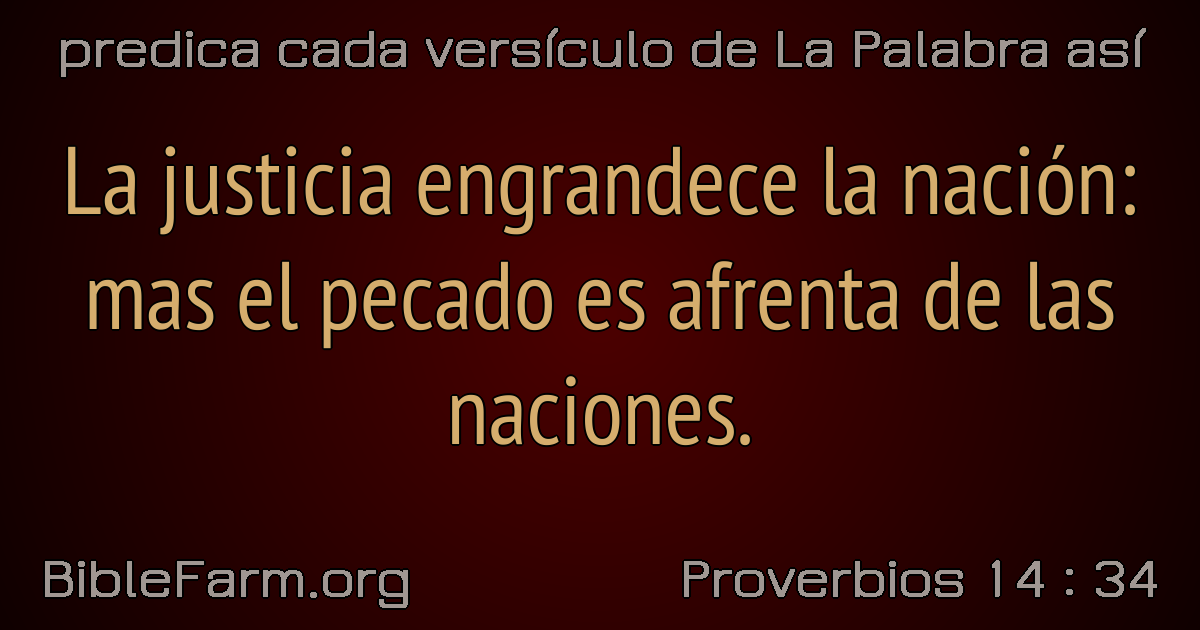 predica cada versículo de La Palabra así
La justicia engrandece la nación:
mas el pecado es afrenta de las
naciones.
BibleFarm.org
Proverbios 14 : 34